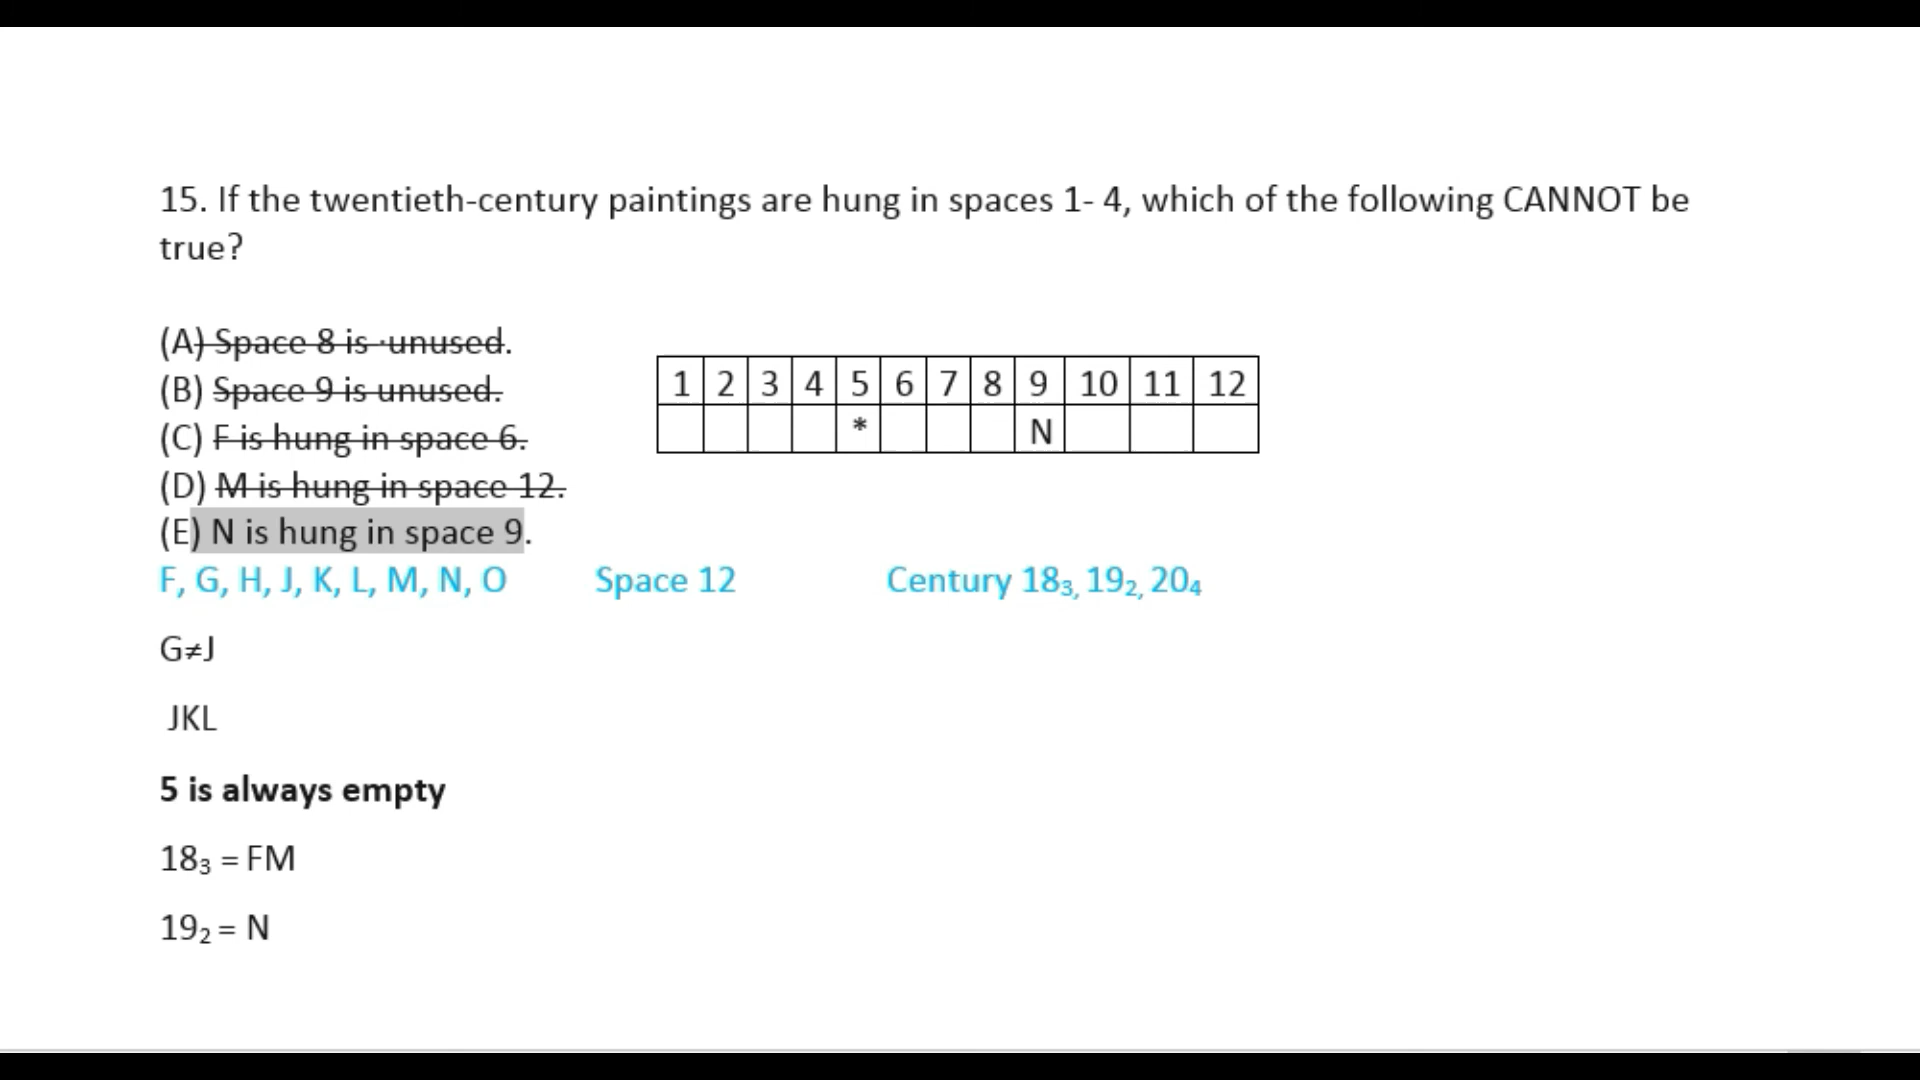 15. If the twentieth-century paintings are hung in spaces 1- 4, which of the following CANNOT be
true?
(A) Space 8 is ·unused.
(B) Space 9 is unused.
(C) F is hung in space 6.
(D) M is hung in space 12.
(E) N is hung in space 9.
1 2 3 4 5 6 7 8 9 10 11 12
* N
F, G, H, J, K, L, M, N, O Space 12 Century 18₃, 19₂, 20₄
G≠J
JKL
5 is always empty
18₃ = FM
19₂ = N